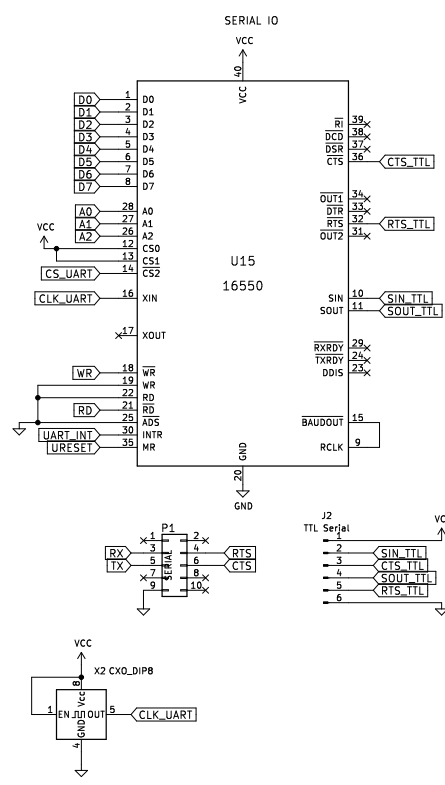 SERIAL IO
VCC
40
VCC
D0 1 D0 RI 39
D1 2 D1 DCD 38
D2 3 D2 DSR 37
D3 4 D3 CTS 36 CTS_TTL
D4 5 D4
D5 6 D5
D6 7 D6 OUT1 34
D7 8 D7 DTR 33
RTS 32 RTS_TTL
OUT2 31
A0 28 A0
A1 27 A1
A2 26 A2
VCC 12 CS0
13 CS1
CS_UART 14 CS2
U15
16550
CLK_UART 16 XIN SIN 10 SIN_TTL
SOUT 11 SOUT_TTL
17 XOUT
RXRDY 29
TXRDY 24
WR 18 WR DDIS 23
19 WR
22 RD
RD 21 RD
25 ADS BAUDOUT 15
UART_INT 30 INTR
URESET 35 MR RCLK 9
GND
20
GND
P1
SERIAL
1 2
RX 3 4 RTS
TX 5 6 CTS
7 8
9 10
J2
TTL Serial
VC
1
2 SIN_TTL
3 CTS_TTL
4 SOUT_TTL
5 RTS_TTL
6
VCC
X2 CXO_DIP8
8
Vcc
1 EN OUT 5 CLK_UART
GND
4